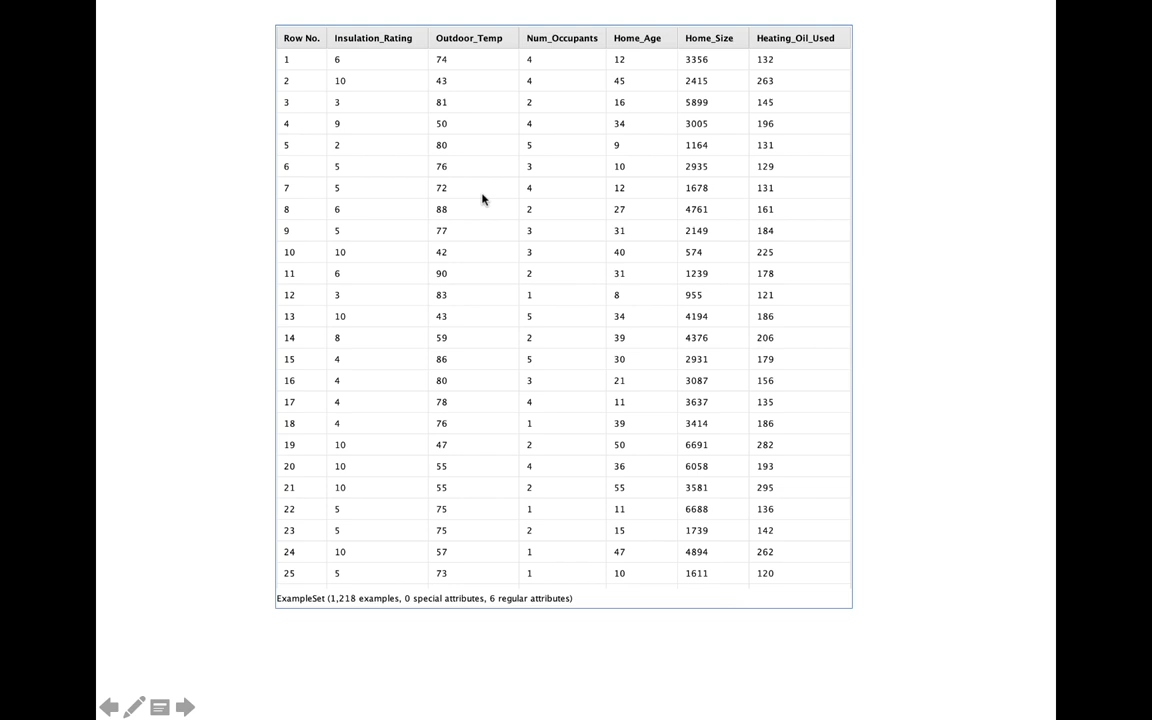 Row No. Insulation_Rating Outdoor_Temp Num_Occupants Home_Age Home_Size Heating_Oil_Used
1 6 74 4 12 3356 132
2 10 43 4 45 2415 263
3 3 81 2 16 5899 145
4 9 50 4 34 3005 196
5 2 80 5 9 1164 131
6 5 76 3 10 2935 129
7 5 72 4 12 1678 131
8 6 88 2 27 4761 161
9 5 77 3 31 2149 184
10 10 42 3 40 574 225
11 6 90 2 31 1239 178
12 3 83 1 8 955 121
13 10 43 5 34 4194 186
14 8 59 2 39 4376 206
15 4 86 5 30 2931 179
16 4 80 3 21 3087 156
17 4 78 4 11 3637 135
18 4 76 1 39 3414 186
19 10 47 2 50 6691 282
20 10 55 4 36 6058 193
21 10 55 2 55 3581 295
22 5 75 1 11 6688 136
23 5 75 2 15 1739 142
24 10 57 1 47 4894 262
25 5 73 1 10 1611 120
ExampleSet (1,218 examples, 0 special attributes, 6 regular attributes)